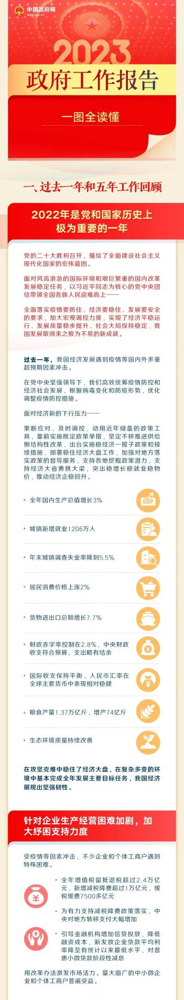 中国政府网
www.gov.cn
2023
政府工作报告
一图全读懂
一、过去一年和五年工作回顾
2022年是党和国家历史上
极为重要的一年
党的二十大胜利召开，描绘了全面建设社会主义
现代化国家的宏伟蓝图。
面对风高浪急的国际环境和艰巨繁重的国内改革
发展稳定任务，以习近平同志为核心的党中央团
结带领全国各族人民迎难而上——
全面落实疫情要防住、经济要稳住、发展要安全
的要求，加大宏观调控力度，实现了经济平稳运
行、发展质量稳步提升、社会大局保持稳定，我
国发展取得来之极为不易的新成就。
过去一年，我国经济发展遇到疫情等国内外多重
超预期因素冲击。
在党中央坚强领导下，我们高效统筹疫情防控和
经济社会发展，根据病毒变化和防疫形势，优化
调整疫情防控措施。
面对经济新的下行压力——
果断应对、及时调控，动用近年储备的政策工
具，靠前实施既定政策举措，坚定不移推进供给
侧结构性改革，出台实施稳经济一揽子政策和接
续措施，部署稳住经济大盘工作，加强对地方落
实政策的督导服务，支持各地挖掘政策潜力，支
持经济大省勇挑大梁，突出稳增长稳就业稳物
价，推动经济企稳回升。
• 全年国内生产总值增长3%
GDP
• 城镇新增就业1206万人
• 年末城镇调查失业率降到5.5%
• 居民消费价格上涨2%
• 货物进出口总额增长7.7%
• 财政赤字率控制在2.8%，中央财政
收支符合预算、支出略有结余
• 国际收支保持平衡，人民币汇率在
全球主要货币中表现相对稳健
• 粮食产量1.37万亿斤，增产74亿斤
• 生态环境质量持续改善
在攻坚克难中稳住了经济大盘，在复杂多变的环
境中基本完成全年发展主要目标任务，我国经济
展现出坚强韧性。
针对企业生产经营困难加剧，加
大纾困支持力度
受疫情等因素冲击，不少企业和个体工商户遇到
特殊困难。
• 全年增值税留抵退税超过2.4万亿
元，新增减税降费超过1万亿元，缓
税缓费7500多亿元
• 为有力支持减税降费政策落实，中
央对地方转移支付大幅增加
• 引导金融机构增加信贷投放，降低
融资成本，新发放企业贷款平均利
率降至有统计以来最低水平，对普
惠小微贷款阶段性减息
用改革办法激发市场活力。量大面广的中小微企
业和个体工商户普遍受益。